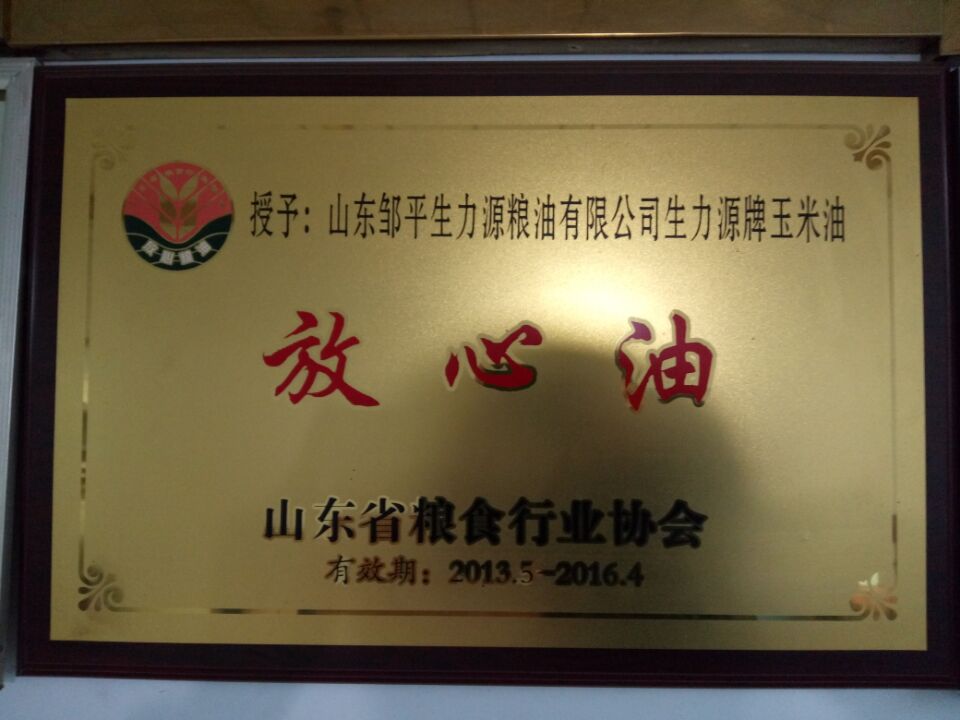 授予：山东邹平生力源粮油有限公司生力源牌玉米油
放心油
山东省粮食行业协会
有效期：2013.5-2016.4